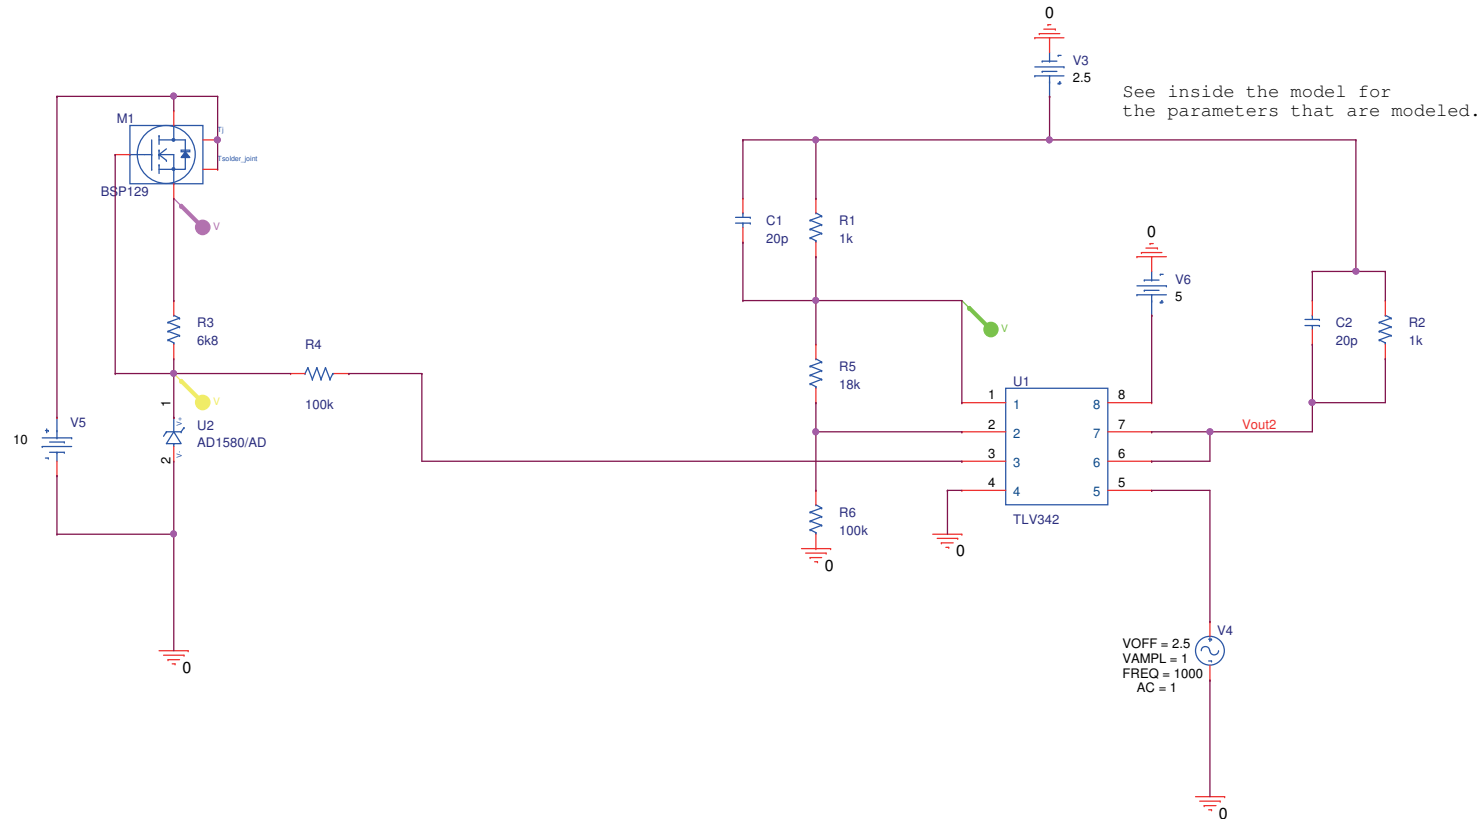 0
V3
2.5
See inside the model for
the parameters that are modeled.
M1
Tj
Tsolder_joint
BSP129
V
C1
20p
R1
1k
0
V6
5
R3
6k8
V
C2
20p
R2
1k
R4
100k
R5
18k
1
V
U2
AD1580/AD
V+
V-
2
V5
10
U1
1
1
8
8
2
2
7
7
Vout2
3
3
6
6
4
4
5
5
TLV342
R6
100k
0
0
V4
VOFF = 2.5
VAMPL = 1
FREQ = 1000
AC = 1
0
0